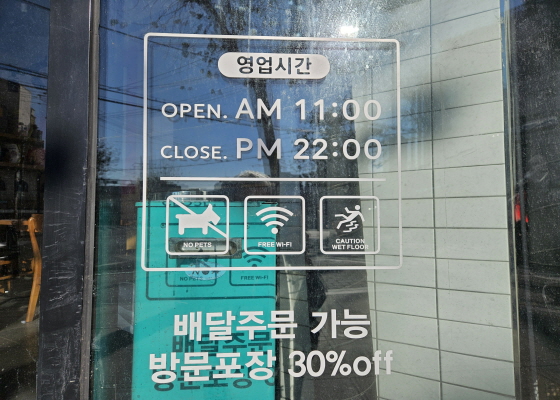 영업시간
OPEN. AM 11:00
CLOSE. PM 22:00
NO PETS
FREE WI-FI
CAUTION
WET FLOOR
배달주문 가능
방문포장 30%off